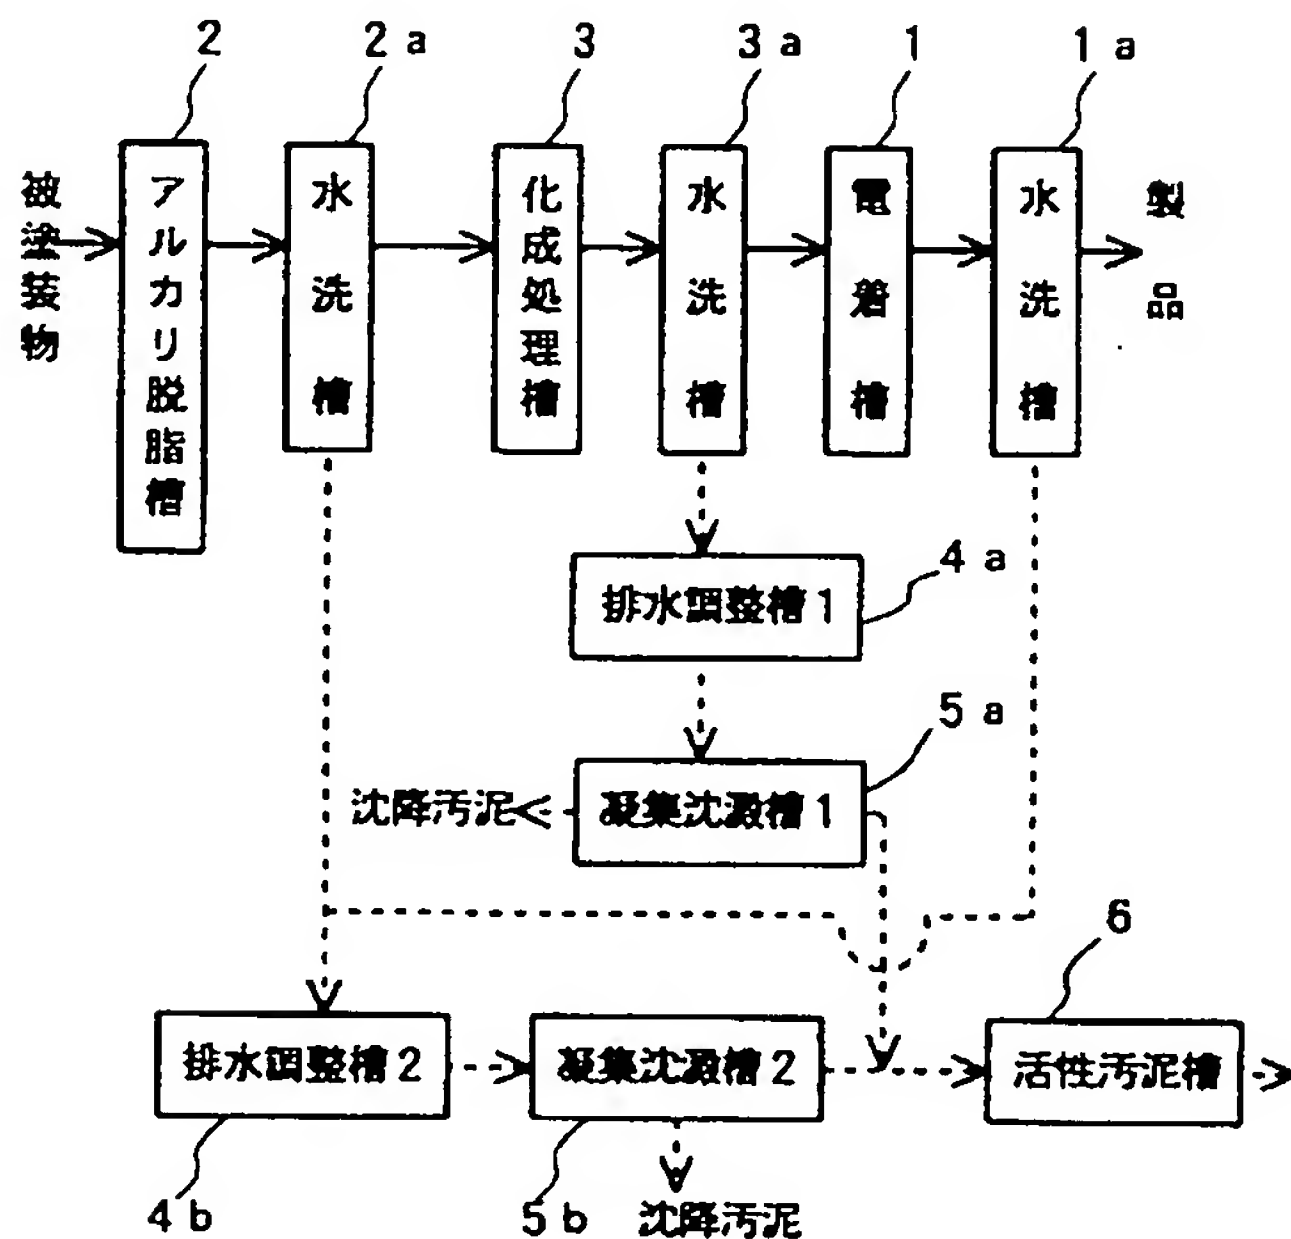 2
2a
3
3a
1
1a
被塗装物
アルカリ脱脂槽
水洗槽
化成処理槽
水洗槽
電着槽
水洗槽
製品
4a
排水調整槽1
5a
沈降汚泥
凝集沈澱槽1
6
排水調整槽2
凝集沈澱槽2
活性汚泥槽
4b
5b
沈降汚泥